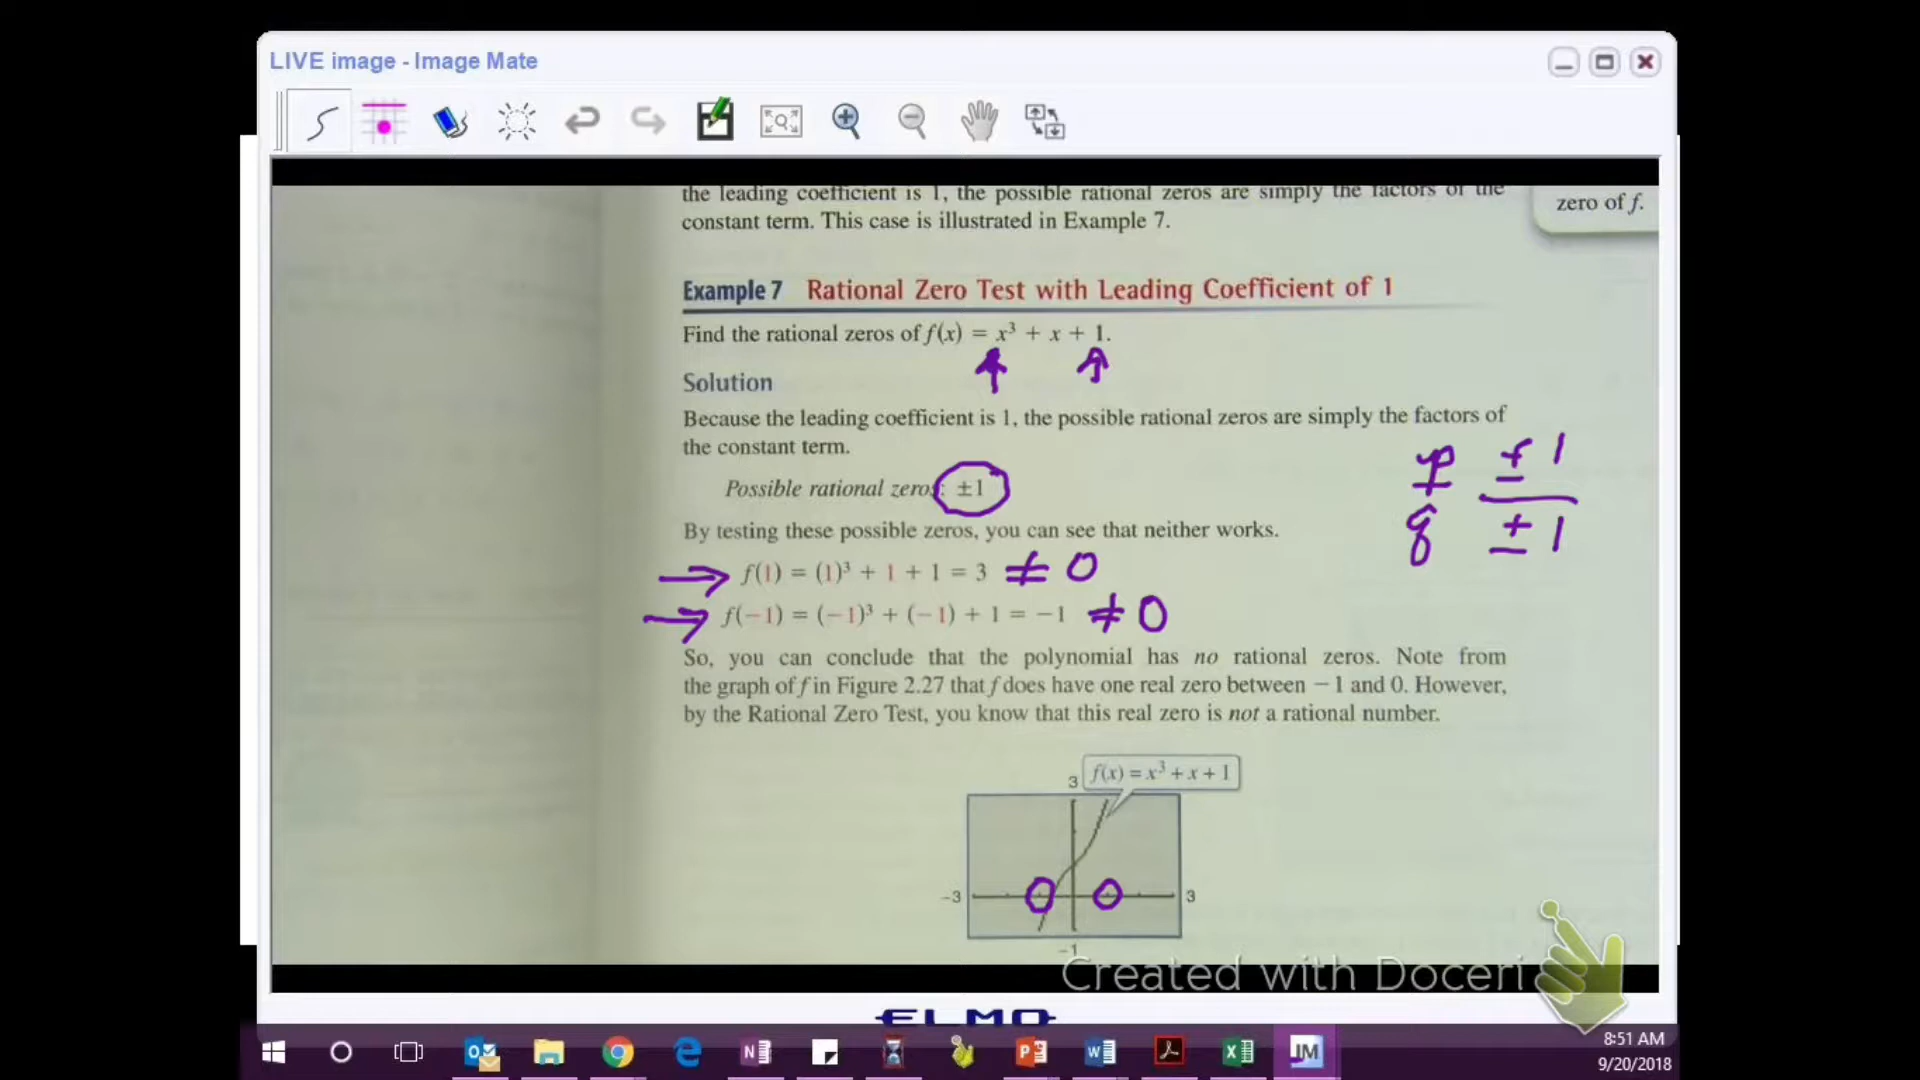 LIVE image - Image Mate
the leading coefficient is 1, the possible rational zeros are simply the factors of the
constant term. This case is illustrated in Example 7.
zero of f.
Example 7 Rational Zero Test with Leading Coefficient of 1
Find the rational zeros of f(x) = x³ + x + 1.
Solution
Because the leading coefficient is 1, the possible rational zeros are simply the factors of
the constant term.
p ± 1
Possible rational zeros: ±1
q ± 1
By testing these possible zeros, you can see that neither works.
f(1) = (1)³ + 1 + 1 = 3 ≠ 0
f(−1) = (−1)³ + (−1) + 1 = −1 ≠ 0
So, you can conclude that the polynomial has no rational zeros. Note from
the graph of f in Figure 2.27 that f does have one real zero between −1 and 0. However,
by the Rational Zero Test, you know that this real zero is not a rational number.
3 f(x) = x³ + x + 1
−3 3
−1
Created with Doceri
ELMO
8:51 AM
9/20/2018